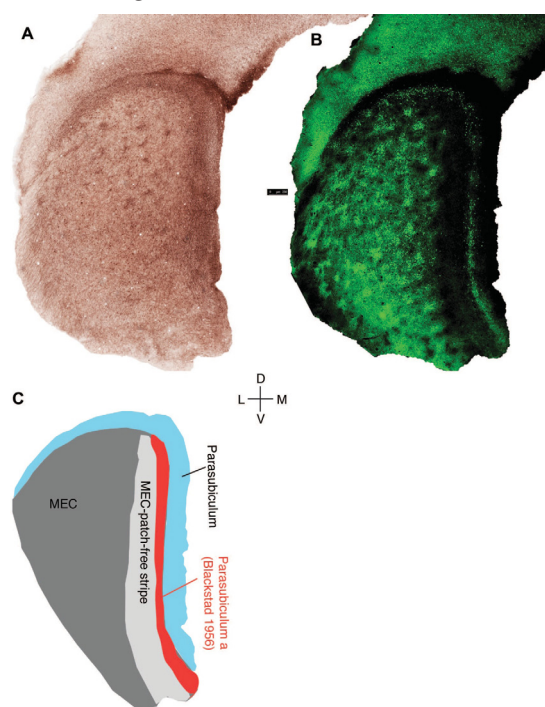 A
B
D
L M
V
C
Parasubiculum
MEC
MEC-patch-free stripe
Parasubiculum a
(Blackstad 1956)